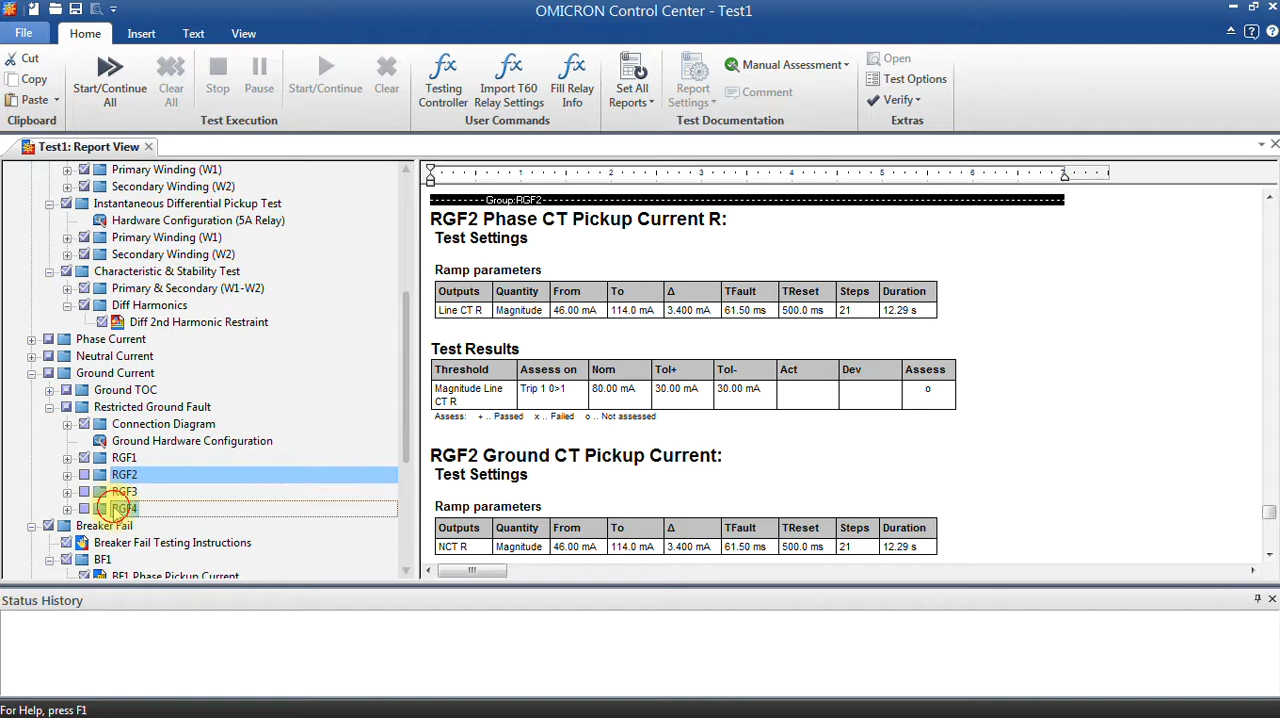 OMICRON Control Center - Test1
File Home Insert Text View
Cut
Copy
Paste
Clipboard
Start/Continue All
Clear All
Stop
Pause
Start/Continue
Clear
Test Execution
Testing Controller
Import T60 Relay Settings
Fill Relay Info
User Commands
Set All Reports
Report Settings
Manual Assessment
Comment
Test Documentation
Open
Test Options
Verify
Extras
Test1: Report View
Primary Winding (W1)
Secondary Winding (W2)
Instantaneous Differential Pickup Test
Hardware Configuration (5A Relay)
Primary Winding (W1)
Secondary Winding (W2)
Characteristic & Stability Test
Primary & Secondary (W1-W2)
Diff Harmonics
Diff 2nd Harmonic Restraint
Phase Current
Neutral Current
Ground Current
Ground TOC
Restricted Ground Fault
Connection Diagram
Ground Hardware Configuration
RGF1
RGF2
RGF3
RGF4
Breaker Fail
Breaker Fail Testing Instructions
BF1
BF1 Phase Pickup Current
1 2 3 4 5 6
Group:RGF2
RGF2 Phase CT Pickup Current R:
Test Settings
Ramp parameters
Outputs Quantity From To Δ TFault TReset Steps Duration
Line CT R Magnitude 46.00 mA 114.0 mA 3.400 mA 61.50 ms 500.0 ms 21 12.29 s
Test Results
Threshold Assess on Nom Tol+ Tol- Act Dev Assess
Magnitude Line CT R Trip 1 0>1 80.00 mA 30.00 mA 30.00 mA o
Assess: + .. Passed x .. Failed o .. Not assessed
RGF2 Ground CT Pickup Current:
Test Settings
Ramp parameters
Outputs Quantity From To Δ TFault TReset Steps Duration
NCT R Magnitude 46.00 mA 114.0 mA 3.400 mA 61.50 ms 500.0 ms 21 12.29 s
Status History
For Help, press F1